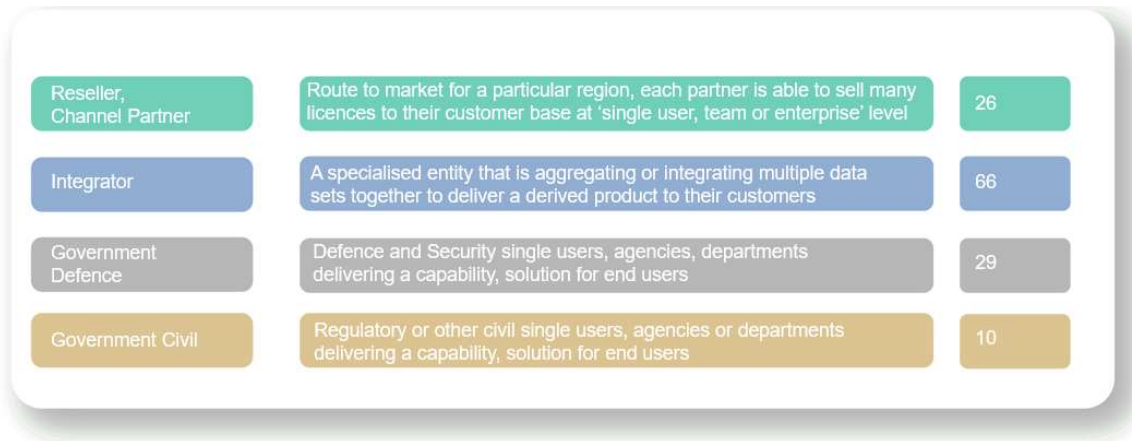 Reseller,
Channel Partner
Route to market for a particular region, each partner is able to sell many
licences to their customer base at ‘single user, team or enterprise’ level
26
Integrator
A specialised entity that is aggregating or integrating multiple data
sets together to deliver a derived product to their customers
66
Government
Defence
Defence and Security single users, agencies, departments
delivering a capability, solution for end users
29
Government Civil
Regulatory or other civil single users, agencies or departments
delivering a capability, solution for end users
10